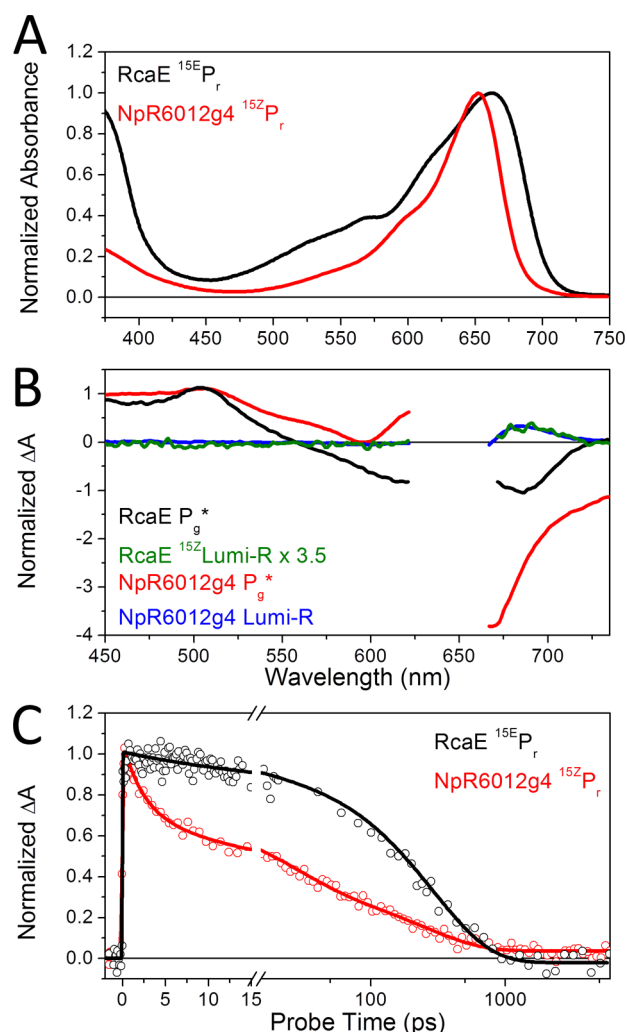 A
RcaE ¹⁵ᴱPᵣ
NpR6012g4 ¹⁵ᶻPᵣ
Normalized Absorbance
1.2
1.0
0.8
0.6
0.4
0.2
0.0
400 450 500 550 600 650 700 750
B
Normalized ΔA
1
0
-1
-2
-3
-4
RcaE P_g*
RcaE ¹⁵ᶻLumi-R x 3.5
NpR6012g4 P_g*
NpR6012g4 Lumi-R
450 500 550 600 650 700
Wavelength (nm)
C
RcaE ¹⁵ᴱPᵣ
NpR6012g4 ¹⁵ᶻPᵣ
Normalized ΔA
1.2
1.0
0.8
0.6
0.4
0.2
0.0
0 5 10 15 100 1000
Probe Time (ps)